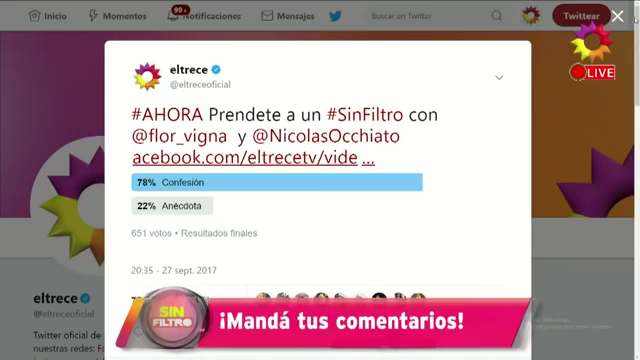 Inicio
Momentos
99+
Notificaciones
Mensajes
Buscar en Twitter
Twittear
LIVE
eltrece
@eltreceoficial
#AHORA Prendete a un #SinFiltro con
@flor_vigna y @NicolasOcchiato
acebook.com/eltrecetv/vide ...
78% Confesión
22% Anécdota
651 votos • Resultados finales
20:35 - 27 sept. 2017
eltrece
@eltreceoficial
Twitter oficial de
nuestras redes: Fa
SIN
FILTRO
¡Mandá tus comentarios!